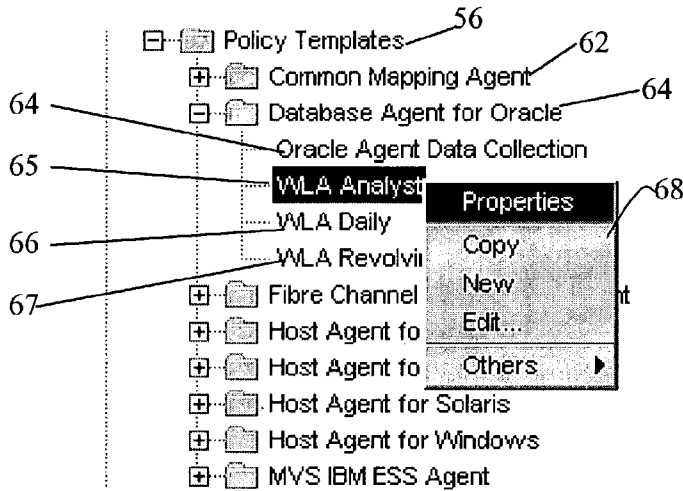 Policy Templates 56
Common Mapping Agent 62
64 Database Agent for Oracle 64
Oracle Agent Data Collection
65 WLA Analyst Properties 68
66 WLA Daily Copy
67 WLA Revolvin New
Fibre Channel nt
Host Agent fo Edit...
Host Agent fo Others
Host Agent for Solaris
Host Agent for Windows
MVS IBM ESS Agent